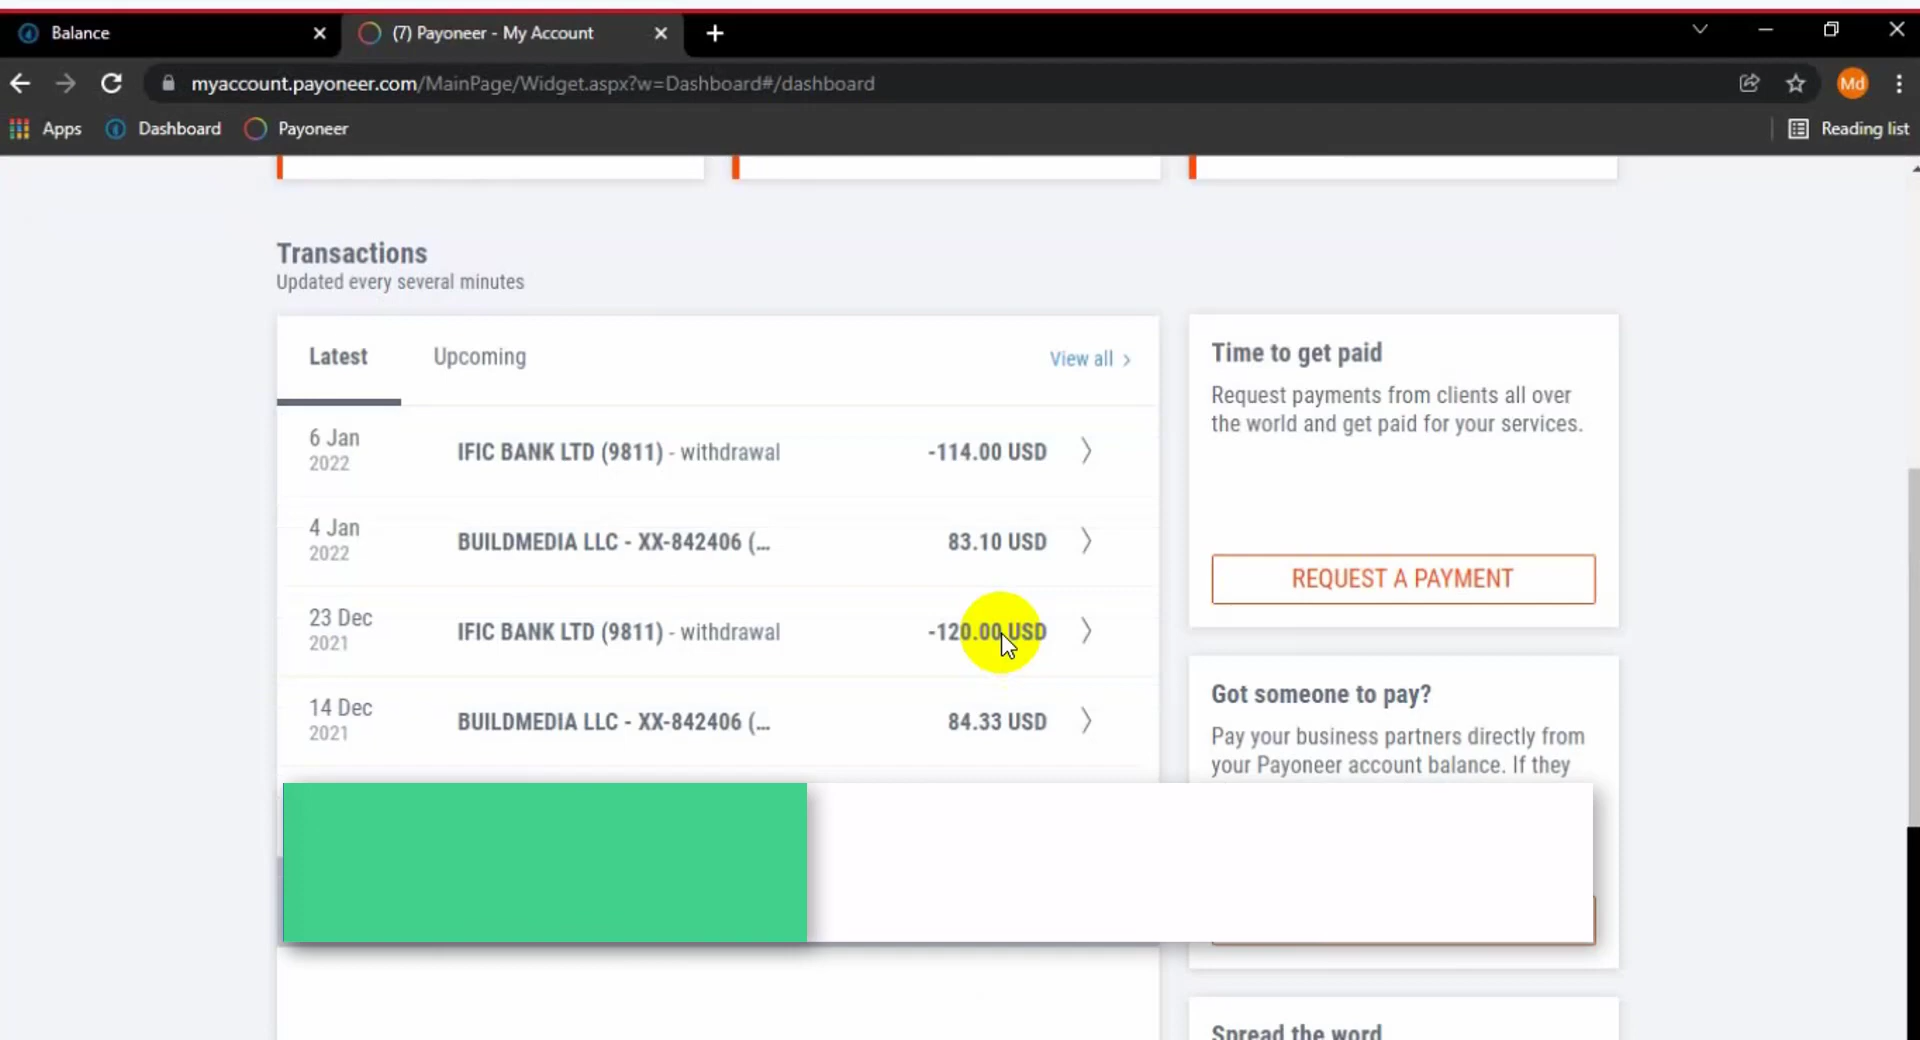 Balance
(7) Payoneer - My Account
myaccount.payoneer.com/MainPage/Widget.aspx?w=Dashboard#/dashboard
Md
Apps
Dashboard
Payoneer
Reading list
Transactions
Updated every several minutes
Latest
Upcoming
View all >
6 Jan
2022
IFIC BANK LTD (9811) - withdrawal
-114.00 USD
4 Jan
2022
BUILDMEDIA LLC - XX-842406 (...
83.10 USD
23 Dec
2021
IFIC BANK LTD (9811) - withdrawal
-120.00 USD
14 Dec
2021
BUILDMEDIA LLC - XX-842406 (...
84.33 USD
Time to get paid
Request payments from clients all over
the world and get paid for your services.
REQUEST A PAYMENT
Got someone to pay?
Pay your business partners directly from
your Payoneer account balance. If they
Spread the word